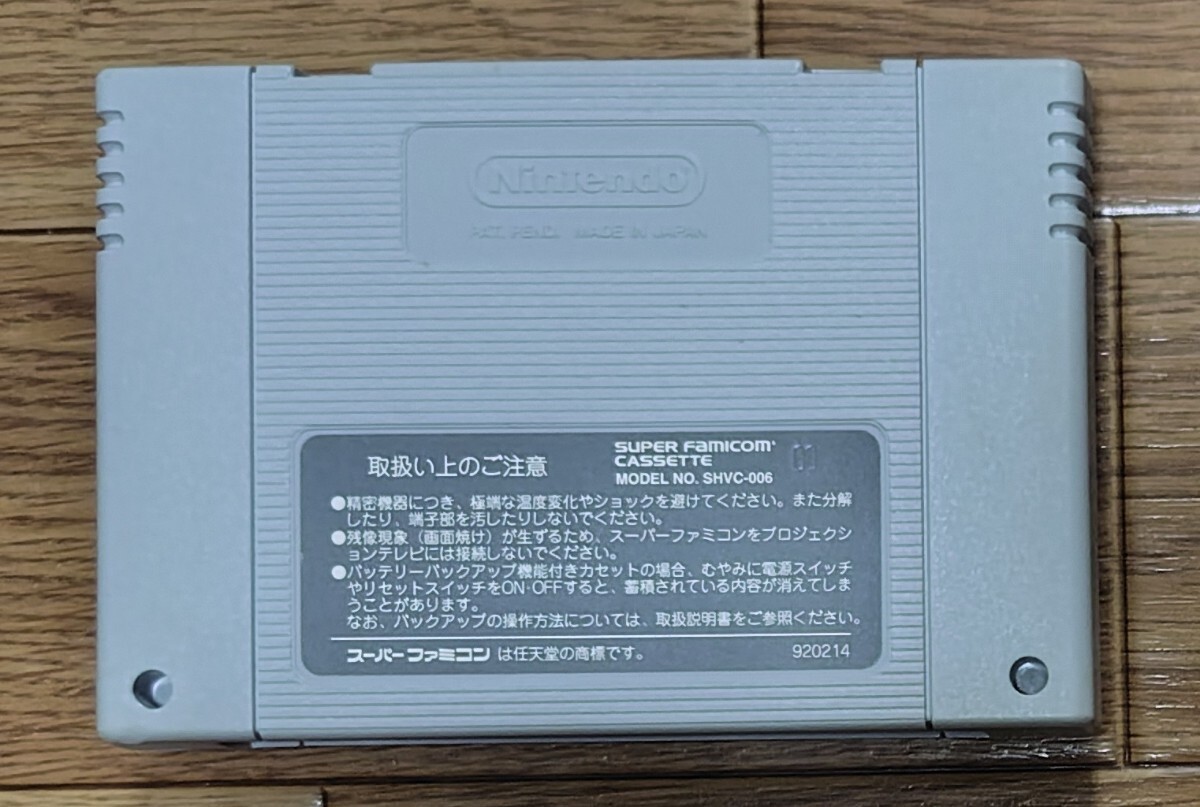 Nintendo
PAT. PEND. MADE IN JAPAN
取扱い上のご注意
SUPER FAMICOM
CASSETTE
MODEL NO. SHVC-006
11
●精密機器につき、極端な温度変化やショックを避けてください。また分解
したり、端子部を汚したりしないでください。
●残像現象（画面焼け）が生ずるため、スーパーファミコンをプロジェクシ
ョンテレビには接続しないでください。
●バッテリーバックアップ機能付きカセットの場合、むやみに電源スイッチ
やリセットスイッチをON·OFFすると、蓄積されている内容が消えてしま
うことがあります。
なお、バックアップの操作方法については、取扱説明書をご参照ください。
スーパーファミコン は任天堂の商標です。 920214